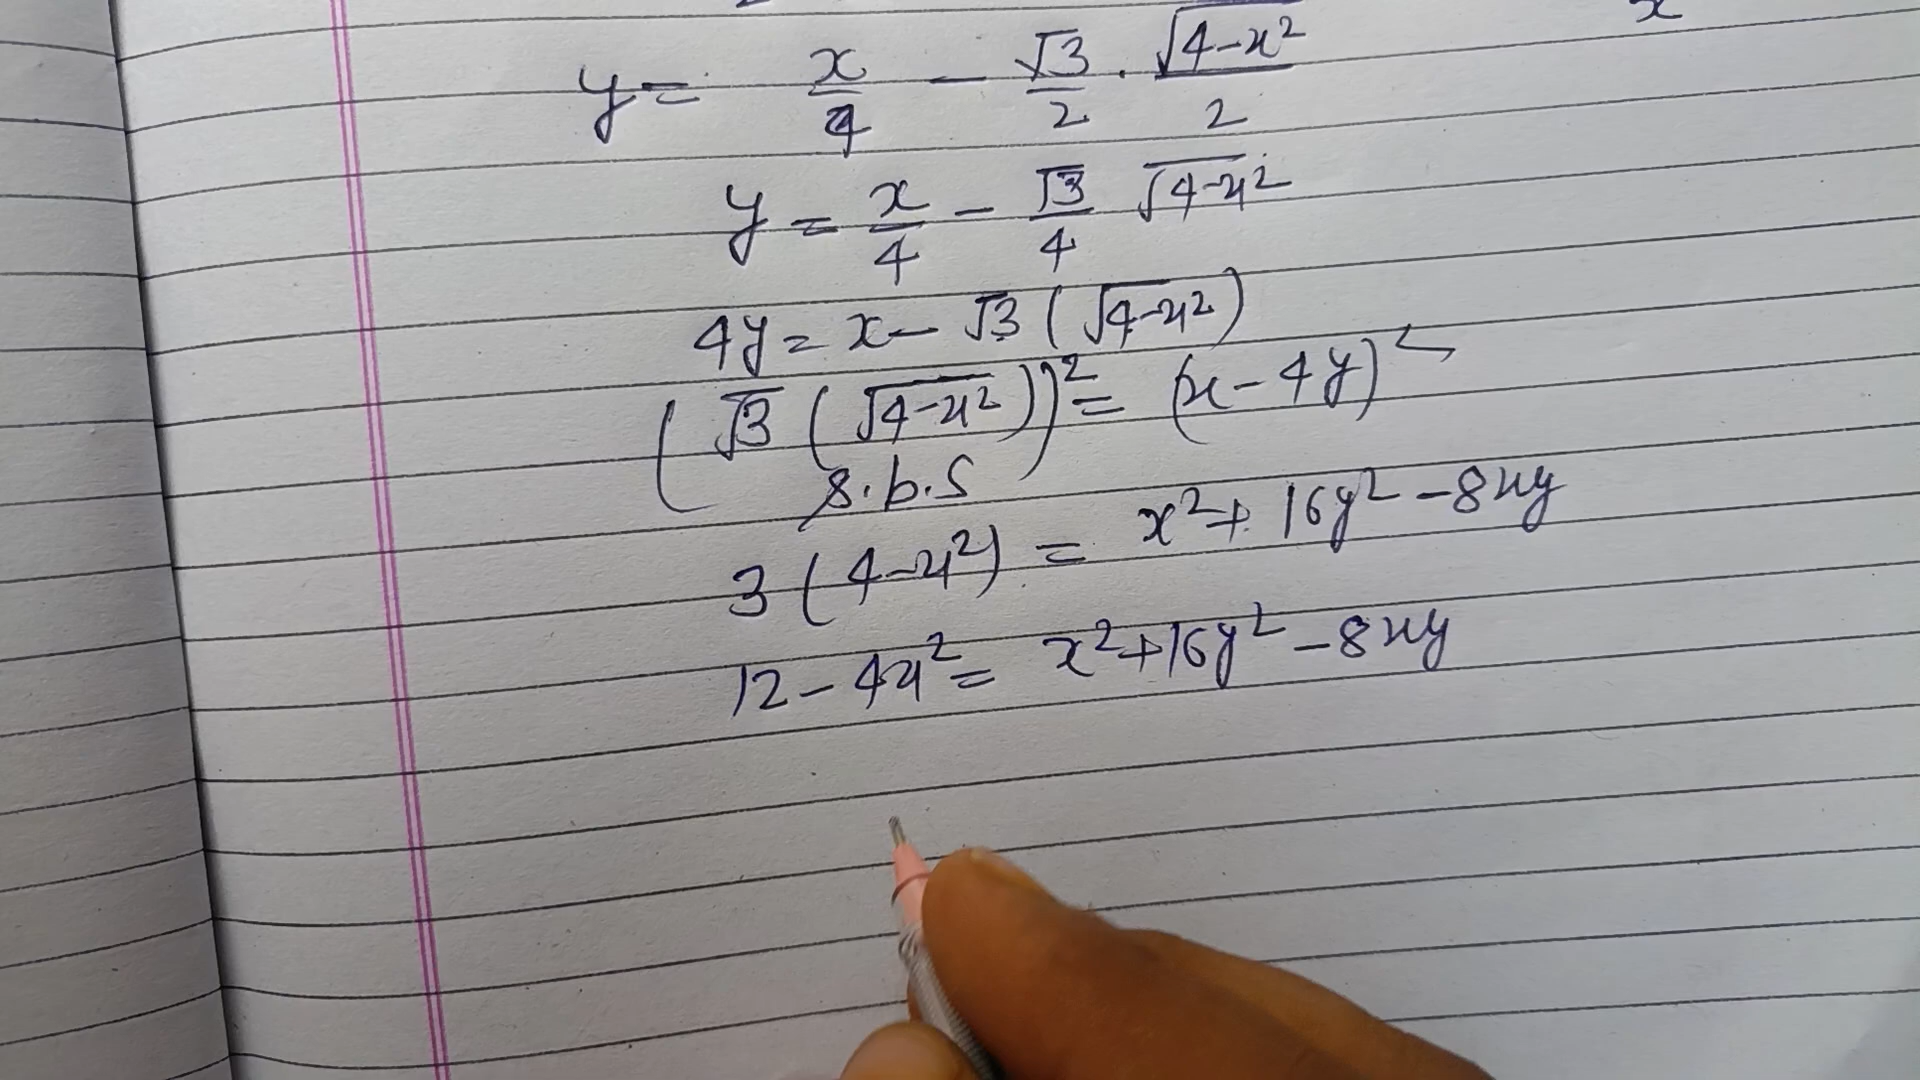 x
y = x/4 - √3/2 . √(4-x²)/2
y = x/4 - √3/4 √(4-x²)
4y = x - √3 (√(4-x²))
(√3 (√(4-x²)))² = (x - 4y)²
s.b.s
3 (4-x²) = x² + 16y² - 8xy
12 - 4x² = x² + 16y² - 8xy